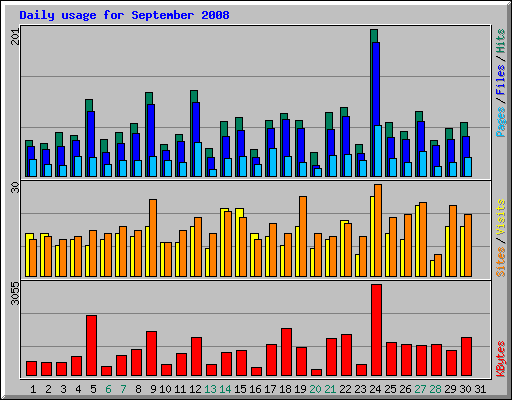 Daily usage for September 2008
201
Pages / Files / Hits
30
Sites / Visits
3055
KBytes
1 2 3 4 5 6 7 8 9 10 11 12 13 14 15 16 17 18 19 20 21 22 23 24 25 26 27 28 29 30 31